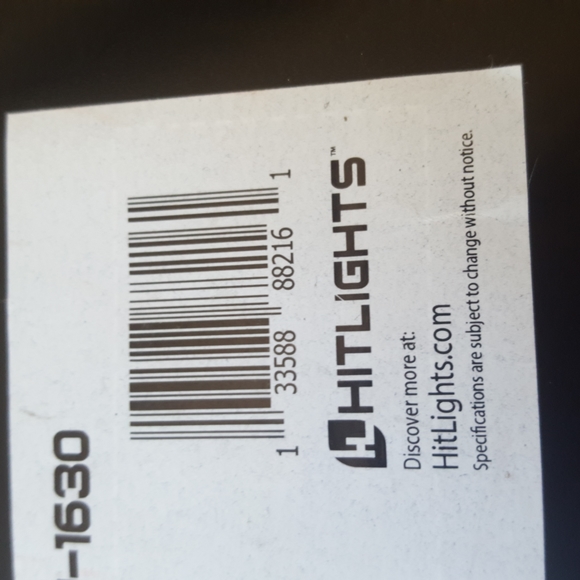 -1630
1 33588 88216 1
HITLIGHTS™
Discover more at:
HitLights.com
Specifications are subject to change without notice.